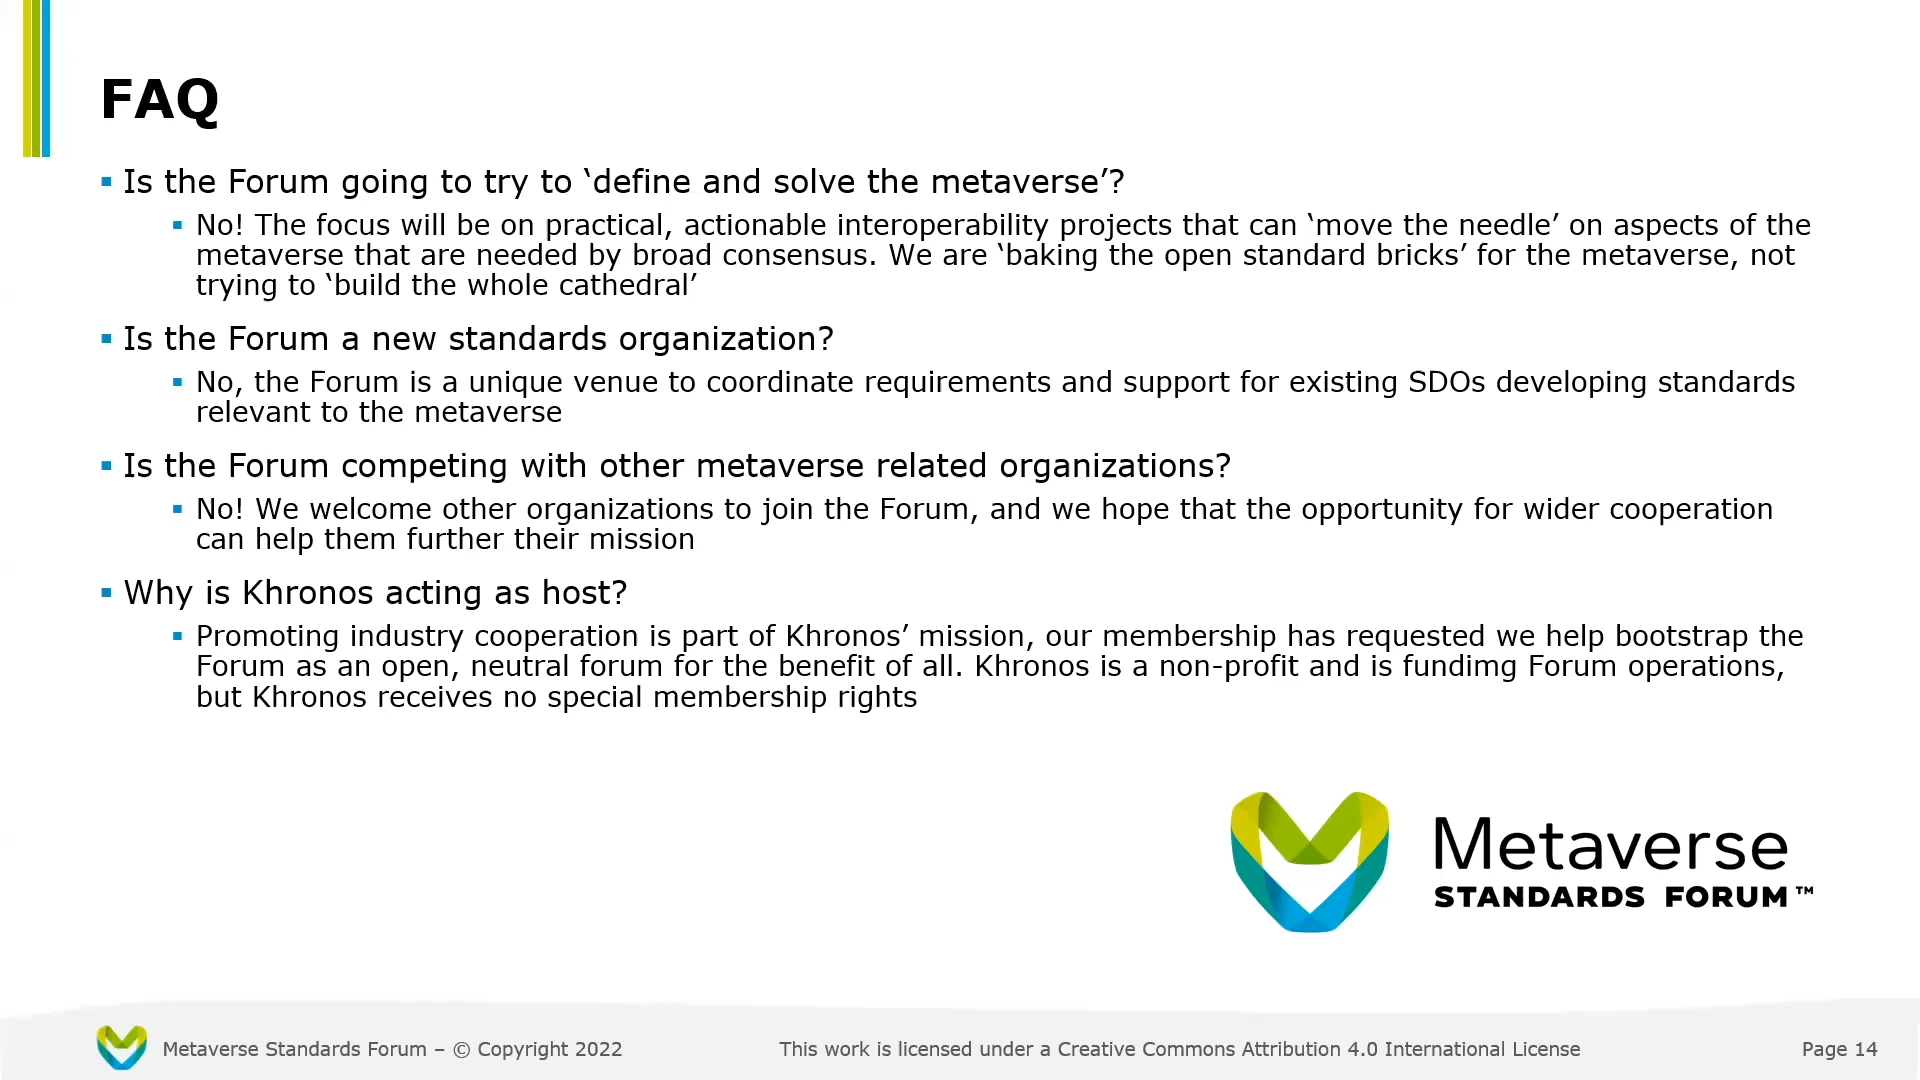 FAQ
▪ Is the Forum going to try to ‘define and solve the metaverse’?
▪ No! The focus will be on practical, actionable interoperability projects that can ‘move the needle’ on aspects of the
metaverse that are needed by broad consensus. We are ‘baking the open standard bricks’ for the metaverse, not
trying to ‘build the whole cathedral’
▪ Is the Forum a new standards organization?
▪ No, the Forum is a unique venue to coordinate requirements and support for existing SDOs developing standards
relevant to the metaverse
▪ Is the Forum competing with other metaverse related organizations?
▪ No! We welcome other organizations to join the Forum, and we hope that the opportunity for wider cooperation
can help them further their mission
▪ Why is Khronos acting as host?
▪ Promoting industry cooperation is part of Khronos’ mission, our membership has requested we help bootstrap the
Forum as an open, neutral forum for the benefit of all. Khronos is a non-profit and is fundimg Forum operations,
but Khronos receives no special membership rights
Metaverse
STANDARDS FORUM™
Metaverse Standards Forum – © Copyright 2022
This work is licensed under a Creative Commons Attribution 4.0 International License
Page 14